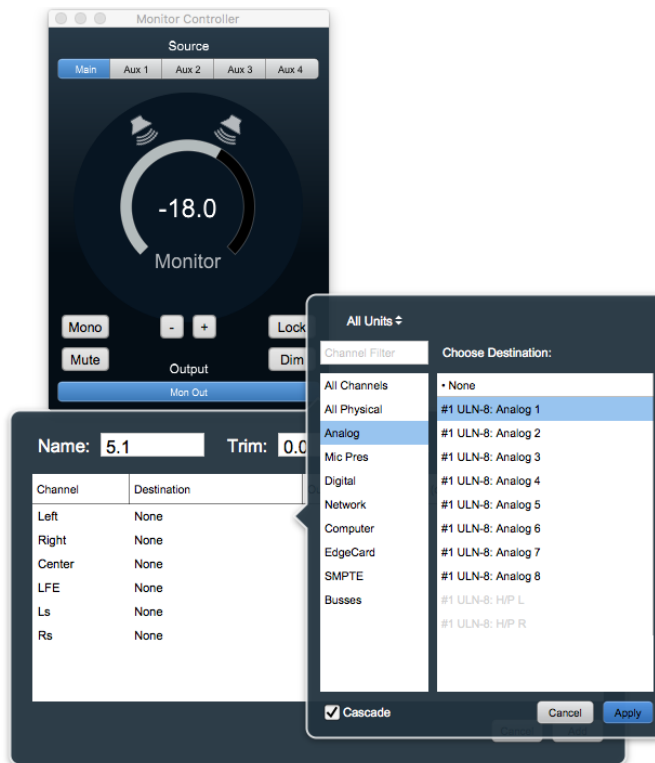 Monitor Controller
Source
Main Aux 1 Aux 2 Aux 3 Aux 4
-18.0
Monitor
Mono - + Lock
Mute Output Dim
Mon Out
Name: 5.1 Trim: 0.0
Channel Destination
Left None
Right None
Center None
LFE None
Ls None
Rs None
All Units
Channel Filter Choose Destination:
All Channels
All Physical
Analog
Mic Pres
Digital
Network
Computer
EdgeCard
SMPTE
Busses
• None
#1 ULN-8: Analog 1
#1 ULN-8: Analog 2
#1 ULN-8: Analog 3
#1 ULN-8: Analog 4
#1 ULN-8: Analog 5
#1 ULN-8: Analog 6
#1 ULN-8: Analog 7
#1 ULN-8: Analog 8
#1 ULN-8: H/P L
#1 ULN-8: H/P R
Cascade Cancel Apply
Cancel Add